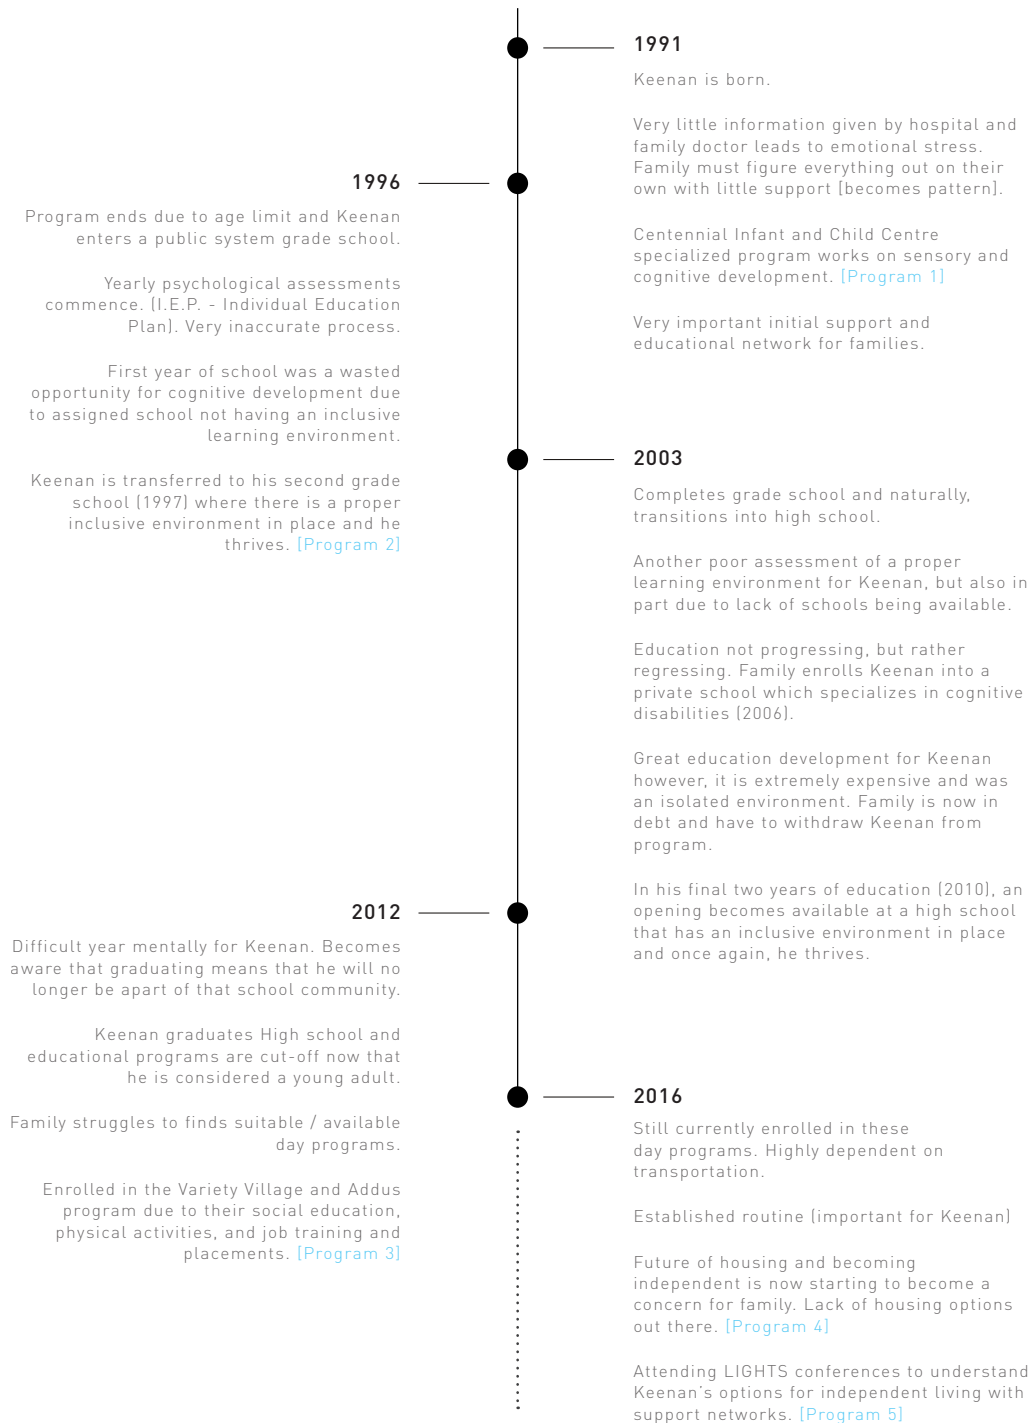 1991
Keenan is born.
Very little information given by hospital and
family doctor leads to emotional stress.
Family must figure everything out on their
own with little support [becomes pattern].
Centennial Infant and Child Centre
specialized program works on sensory and
cognitive development. [Program 1]
Very important initial support and
educational network for families.
1996
Program ends due to age limit and Keenan
enters a public system grade school.
Yearly psychological assessments
commence. (I.E.P. - Individual Education
Plan). Very inaccurate process.
First year of school was a wasted
opportunity for cognitive development due
to assigned school not having an inclusive
learning environment.
Keenan is transferred to his second grade
school (1997) where there is a proper
inclusive environment in place and he
thrives. [Program 2]
2003
Completes grade school and naturally,
transitions into high school.
Another poor assessment of a proper
learning environment for Keenan, but also in
part due to lack of schools being available.
Education not progressing, but rather
regressing. Family enrolls Keenan into a
private school which specializes in cognitive
disabilities (2006).
Great education development for Keenan
however, it is extremely expensive and was
an isolated environment. Family is now in
debt and have to withdraw Keenan from
program.
In his final two years of education (2010), an
opening becomes available at a high school
that has an inclusive environment in place
and once again, he thrives.
2012
Difficult year mentally for Keenan. Becomes
aware that graduating means that he will no
longer be apart of that school community.
Keenan graduates High school and
educational programs are cut-off now that
he is considered a young adult.
Family struggles to finds suitable / available
day programs.
Enrolled in the Variety Village and Addus
program due to their social education,
physical activities, and job training and
placements. [Program 3]
2016
Still currently enrolled in these
day programs. Highly dependent on
transportation.
Established routine (important for Keenan)
Future of housing and becoming
independent is now starting to become a
concern for family. Lack of housing options
out there. [Program 4]
Attending LIGHTS conferences to understand
Keenan's options for independent living with
support networks. [Program 5]